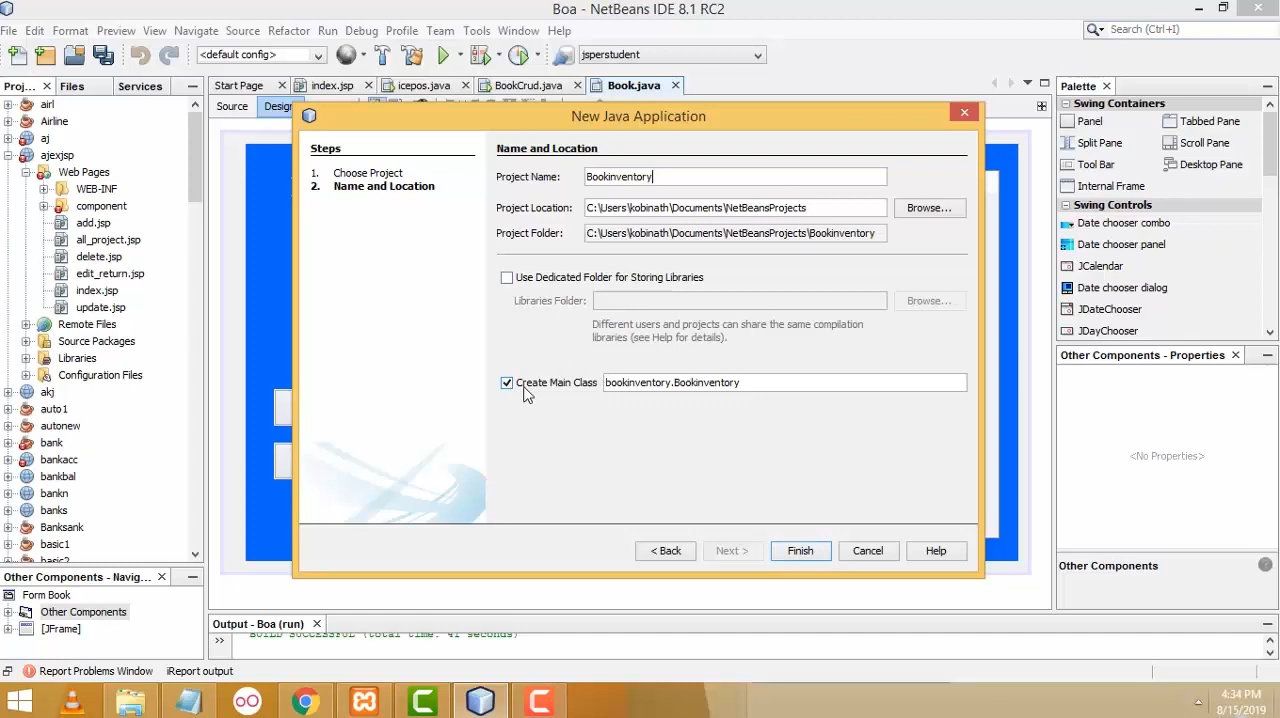 Boa - NetBeans IDE 8.1 RC2
File Edit View Navigate Source Refactor Run Debug Profile Team Tools Window Help
Search (Ctrl+I)
<default config>
jsperstudent
Proj... Files Services
Start Page index.jsp icepos.java BookCrud.java Book.java
Palette
Source Design
airl
Airline
aj
ajexjsp
Web Pages
WEB-INF
component
add.jsp
all_project.jsp
delete.jsp
edit_return.jsp
index.jsp
update.jsp
Remote Files
Source Packages
Libraries
Configuration Files
akj
auto1
autonew
bank
bankacc
bankbal
bankn
banks
Banksank
basic1
basic2
New Java Application
Steps
1. Choose Project
2. Name and Location
Name and Location
Project Name: Bookinventory
Project Location: C:\Users\kobinath\Documents\NetBeansProjects Browse...
Project Folder: C:\Users\kobinath\Documents\NetBeansProjects\Bookinventory
Use Dedicated Folder for Storing Libraries
Libraries Folder: Browse...
Different users and projects can share the same compilation
libraries (see Help for details).
Create Main Class bookinventory.Bookinventory
< Back Next > Finish Cancel Help
Swing Containers
Panel Tabbed Pane
Split Pane Scroll Pane
Tool Bar Desktop Pane
Internal Frame
Swing Controls
Date chooser combo
Date chooser panel
JCalendar
Date chooser dialog
JDateChooser
JDayChooser
Other Components - Properties
<No Properties>
Other Components
Other Components - Navig...
Form Book
Other Components
[JFrame]
Output - Boa (run)
BUILD SUCCESSFUL (total time: 41 seconds)
Report Problems Window iReport output
4:34 PM
8/15/2019